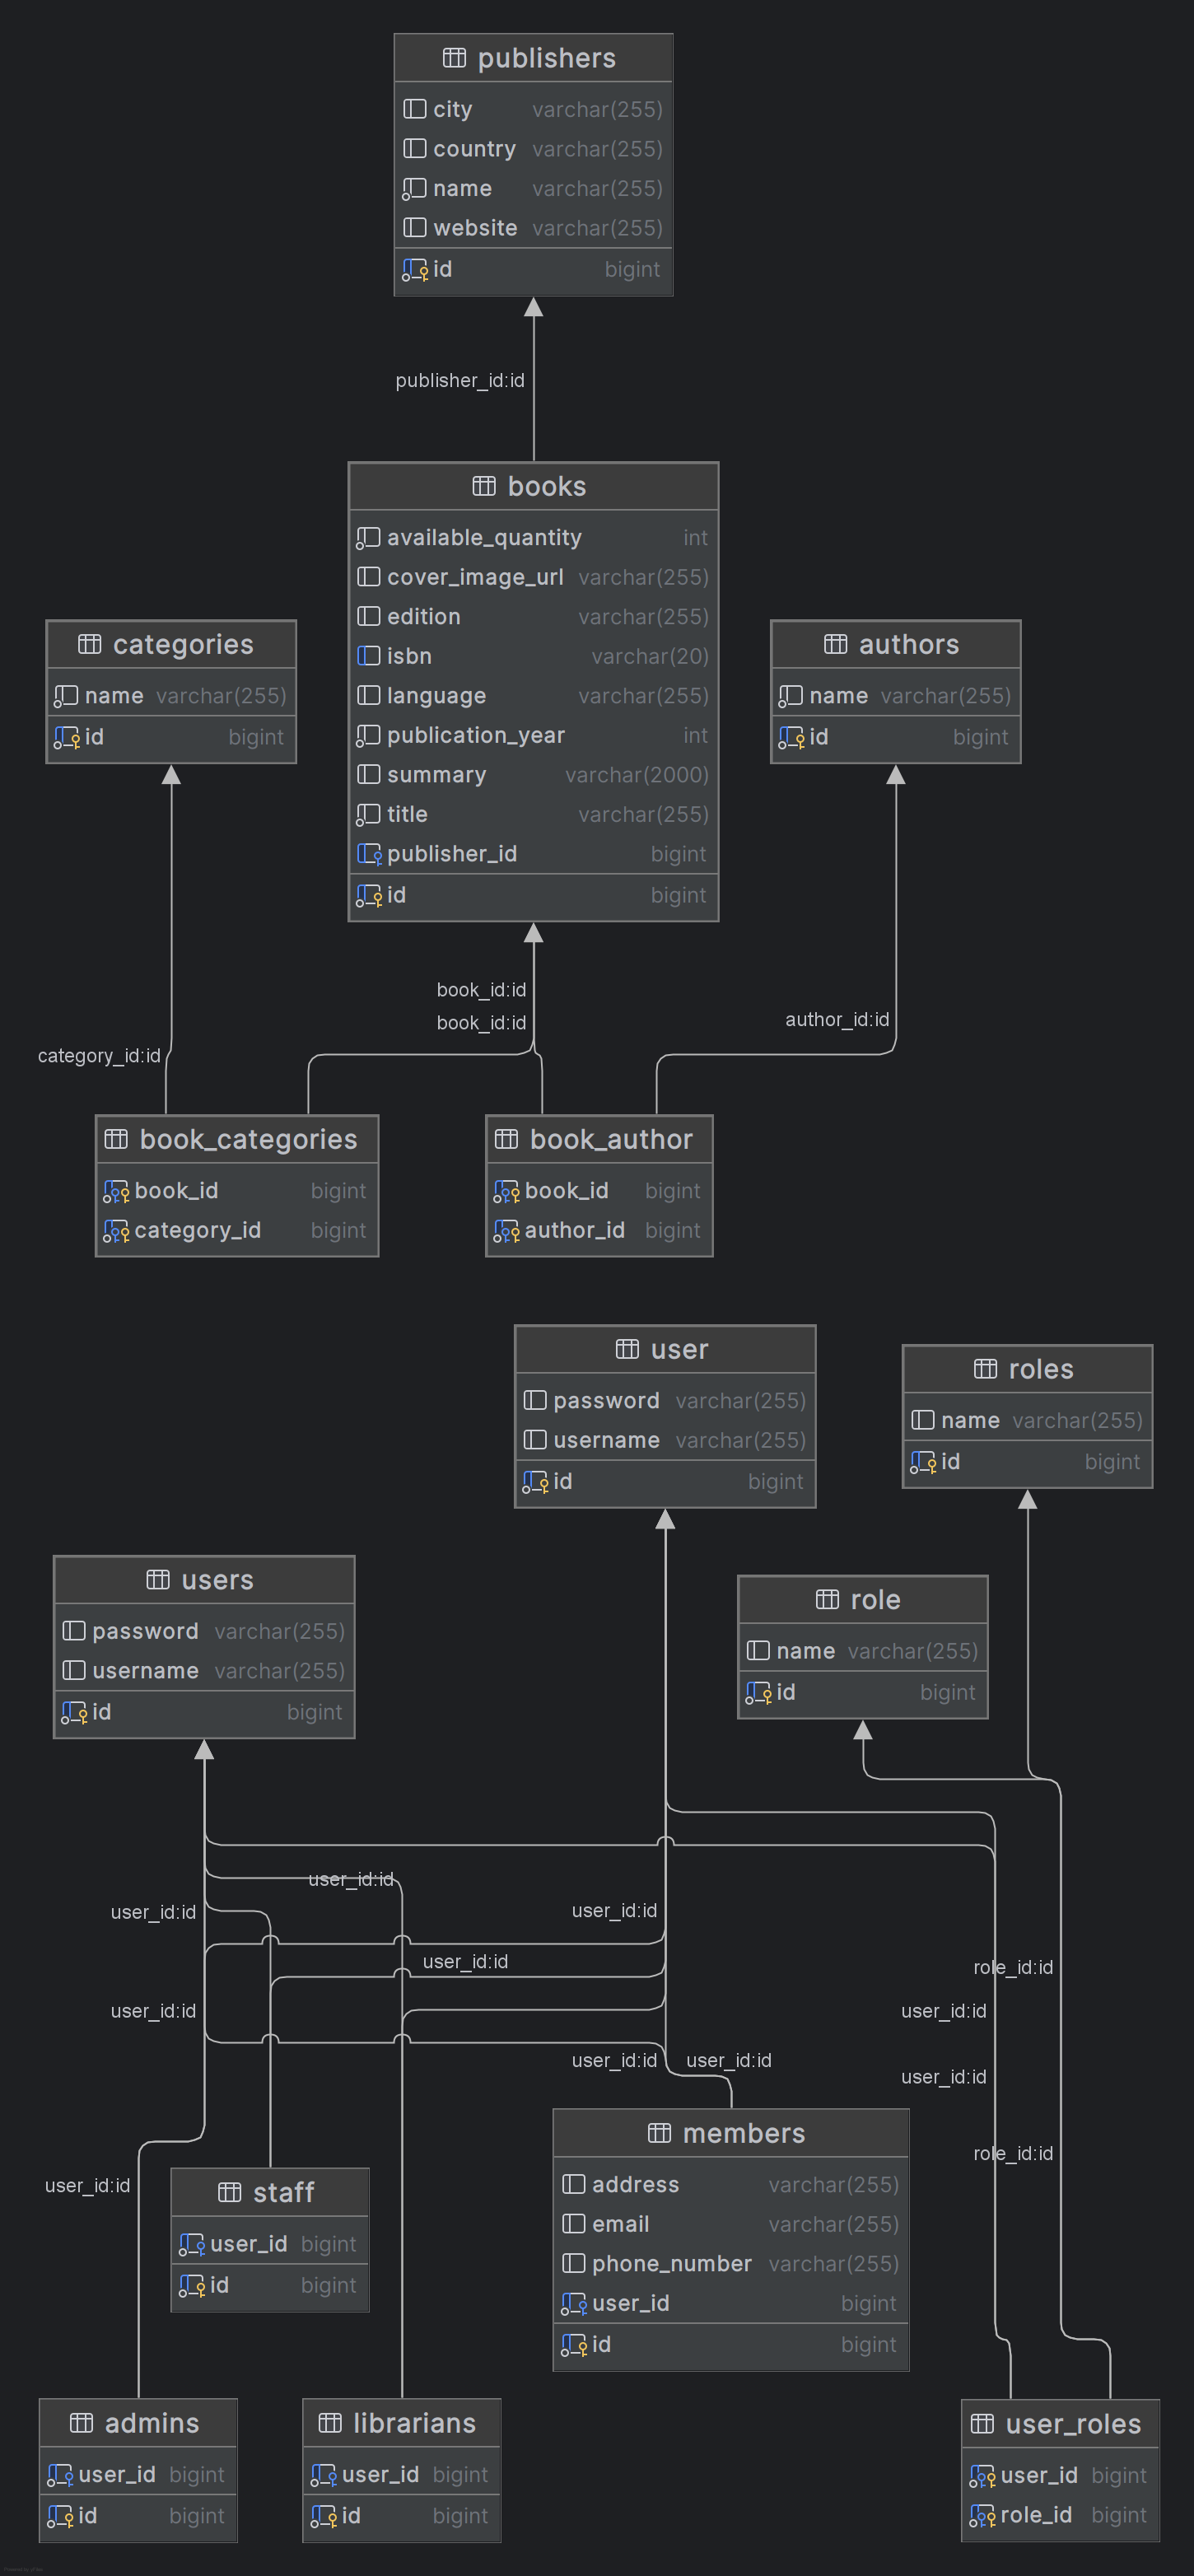 publishers
city varchar(255)
country varchar(255)
name varchar(255)
website varchar(255)
id bigint
publisher_id:id
books
available_quantity int
cover_image_url varchar(255)
edition varchar(255)
isbn varchar(20)
language varchar(255)
publication_year int
summary varchar(2000)
title varchar(255)
publisher_id bigint
id bigint
categories
name varchar(255)
id bigint
authors
name varchar(255)
id bigint
book_id:id
book_id:id
author_id:id
category_id:id
book_categories
book_id bigint
category_id bigint
book_author
book_id bigint
author_id bigint
user
password varchar(255)
username varchar(255)
id bigint
roles
name varchar(255)
id bigint
users
password varchar(255)
username varchar(255)
id bigint
role
name varchar(255)
id bigint
user_id:id
user_id:id
user_id:id
user_id:id
role_id:id
user_id:id
user_id:id
user_id:id
user_id:id
user_id:id
role_id:id
user_id:id
members
address varchar(255)
email varchar(255)
phone_number varchar(255)
user_id bigint
id bigint
staff
user_id bigint
id bigint
admins
user_id bigint
id bigint
librarians
user_id bigint
id bigint
user_roles
user_id bigint
role_id bigint